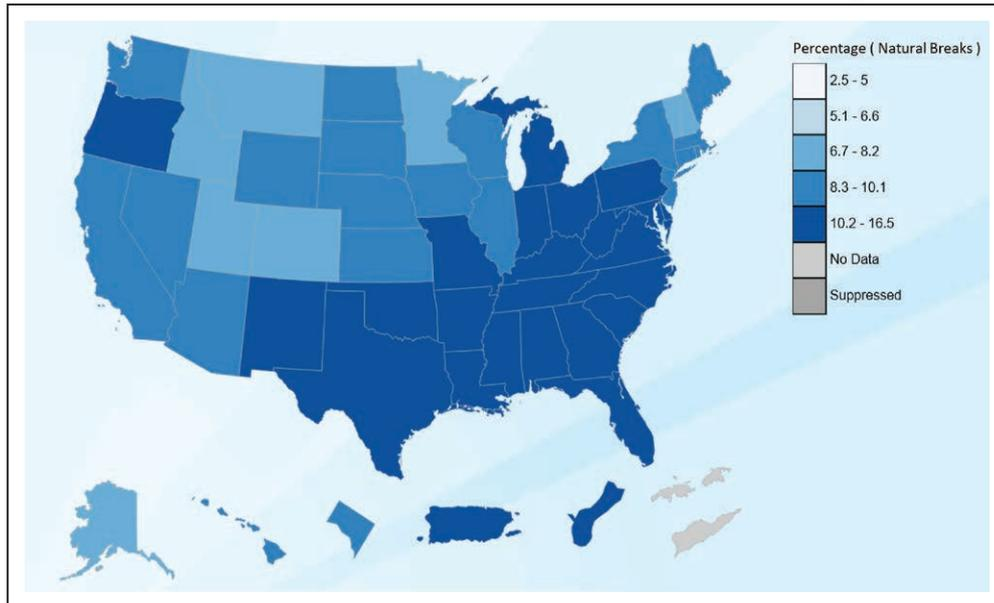 Percentage ( Natural Breaks )
2.5 - 5
5.1 - 6.6
6.7 - 8.2
8.3 - 10.1
10.2 - 16.5
No Data
Suppressed